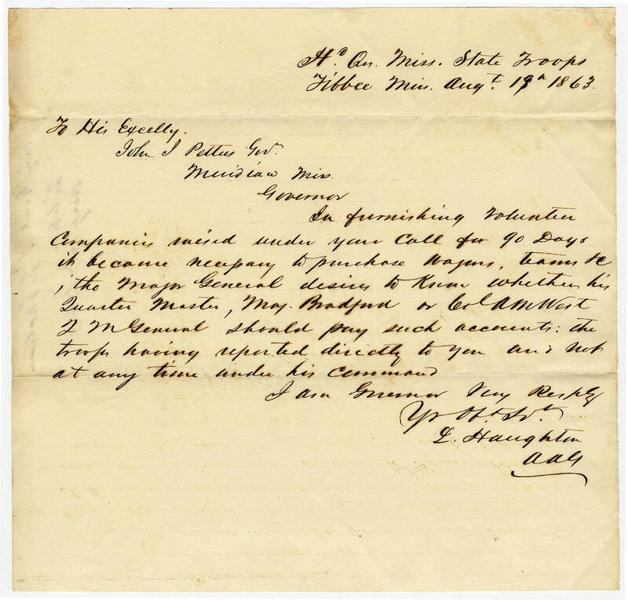 Hd Qrs. Miss. State Troops
Tibbee Miss. Augt. 19th 1863.
To His Excelly.
John J Pettus Gov.
Meridian Miss.
Governor
In furnishing Volunteer
Companies raised under your Call for 90 Days
it became necessary to purchase Wagons, teams &c
; the Major General desires to Know whether his
Quarter Master, Maj. Bradford or Col A M West
Q M General should pay such accounts: the
troops having reported directly to you and not
at any time under his command
I am Governor Very Respty
Yr Obt. Svt.
L. Haughton
AAG